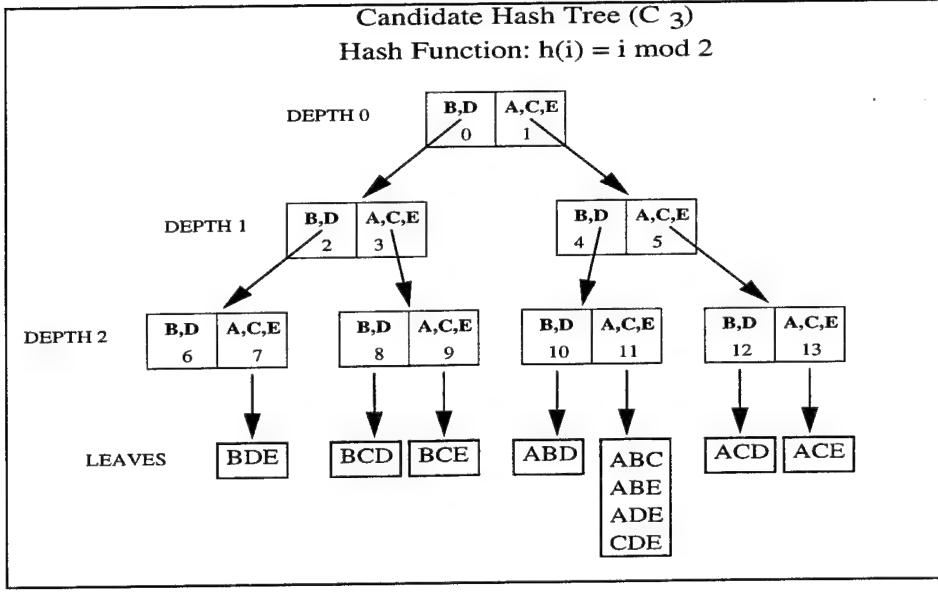 Candidate Hash Tree (C 3)
Hash Function: h(i) = i mod 2
DEPTH 0
B,D A,C,E
0 1
DEPTH 1
B,D A,C,E
2 3
B,D A,C,E
4 5
DEPTH 2
B,D A,C,E
6 7
B,D A,C,E
8 9
B,D A,C,E
10 11
B,D A,C,E
12 13
LEAVES
BDE
BCD
BCE
ABD
ABC
ABE
ADE
CDE
ACD
ACE